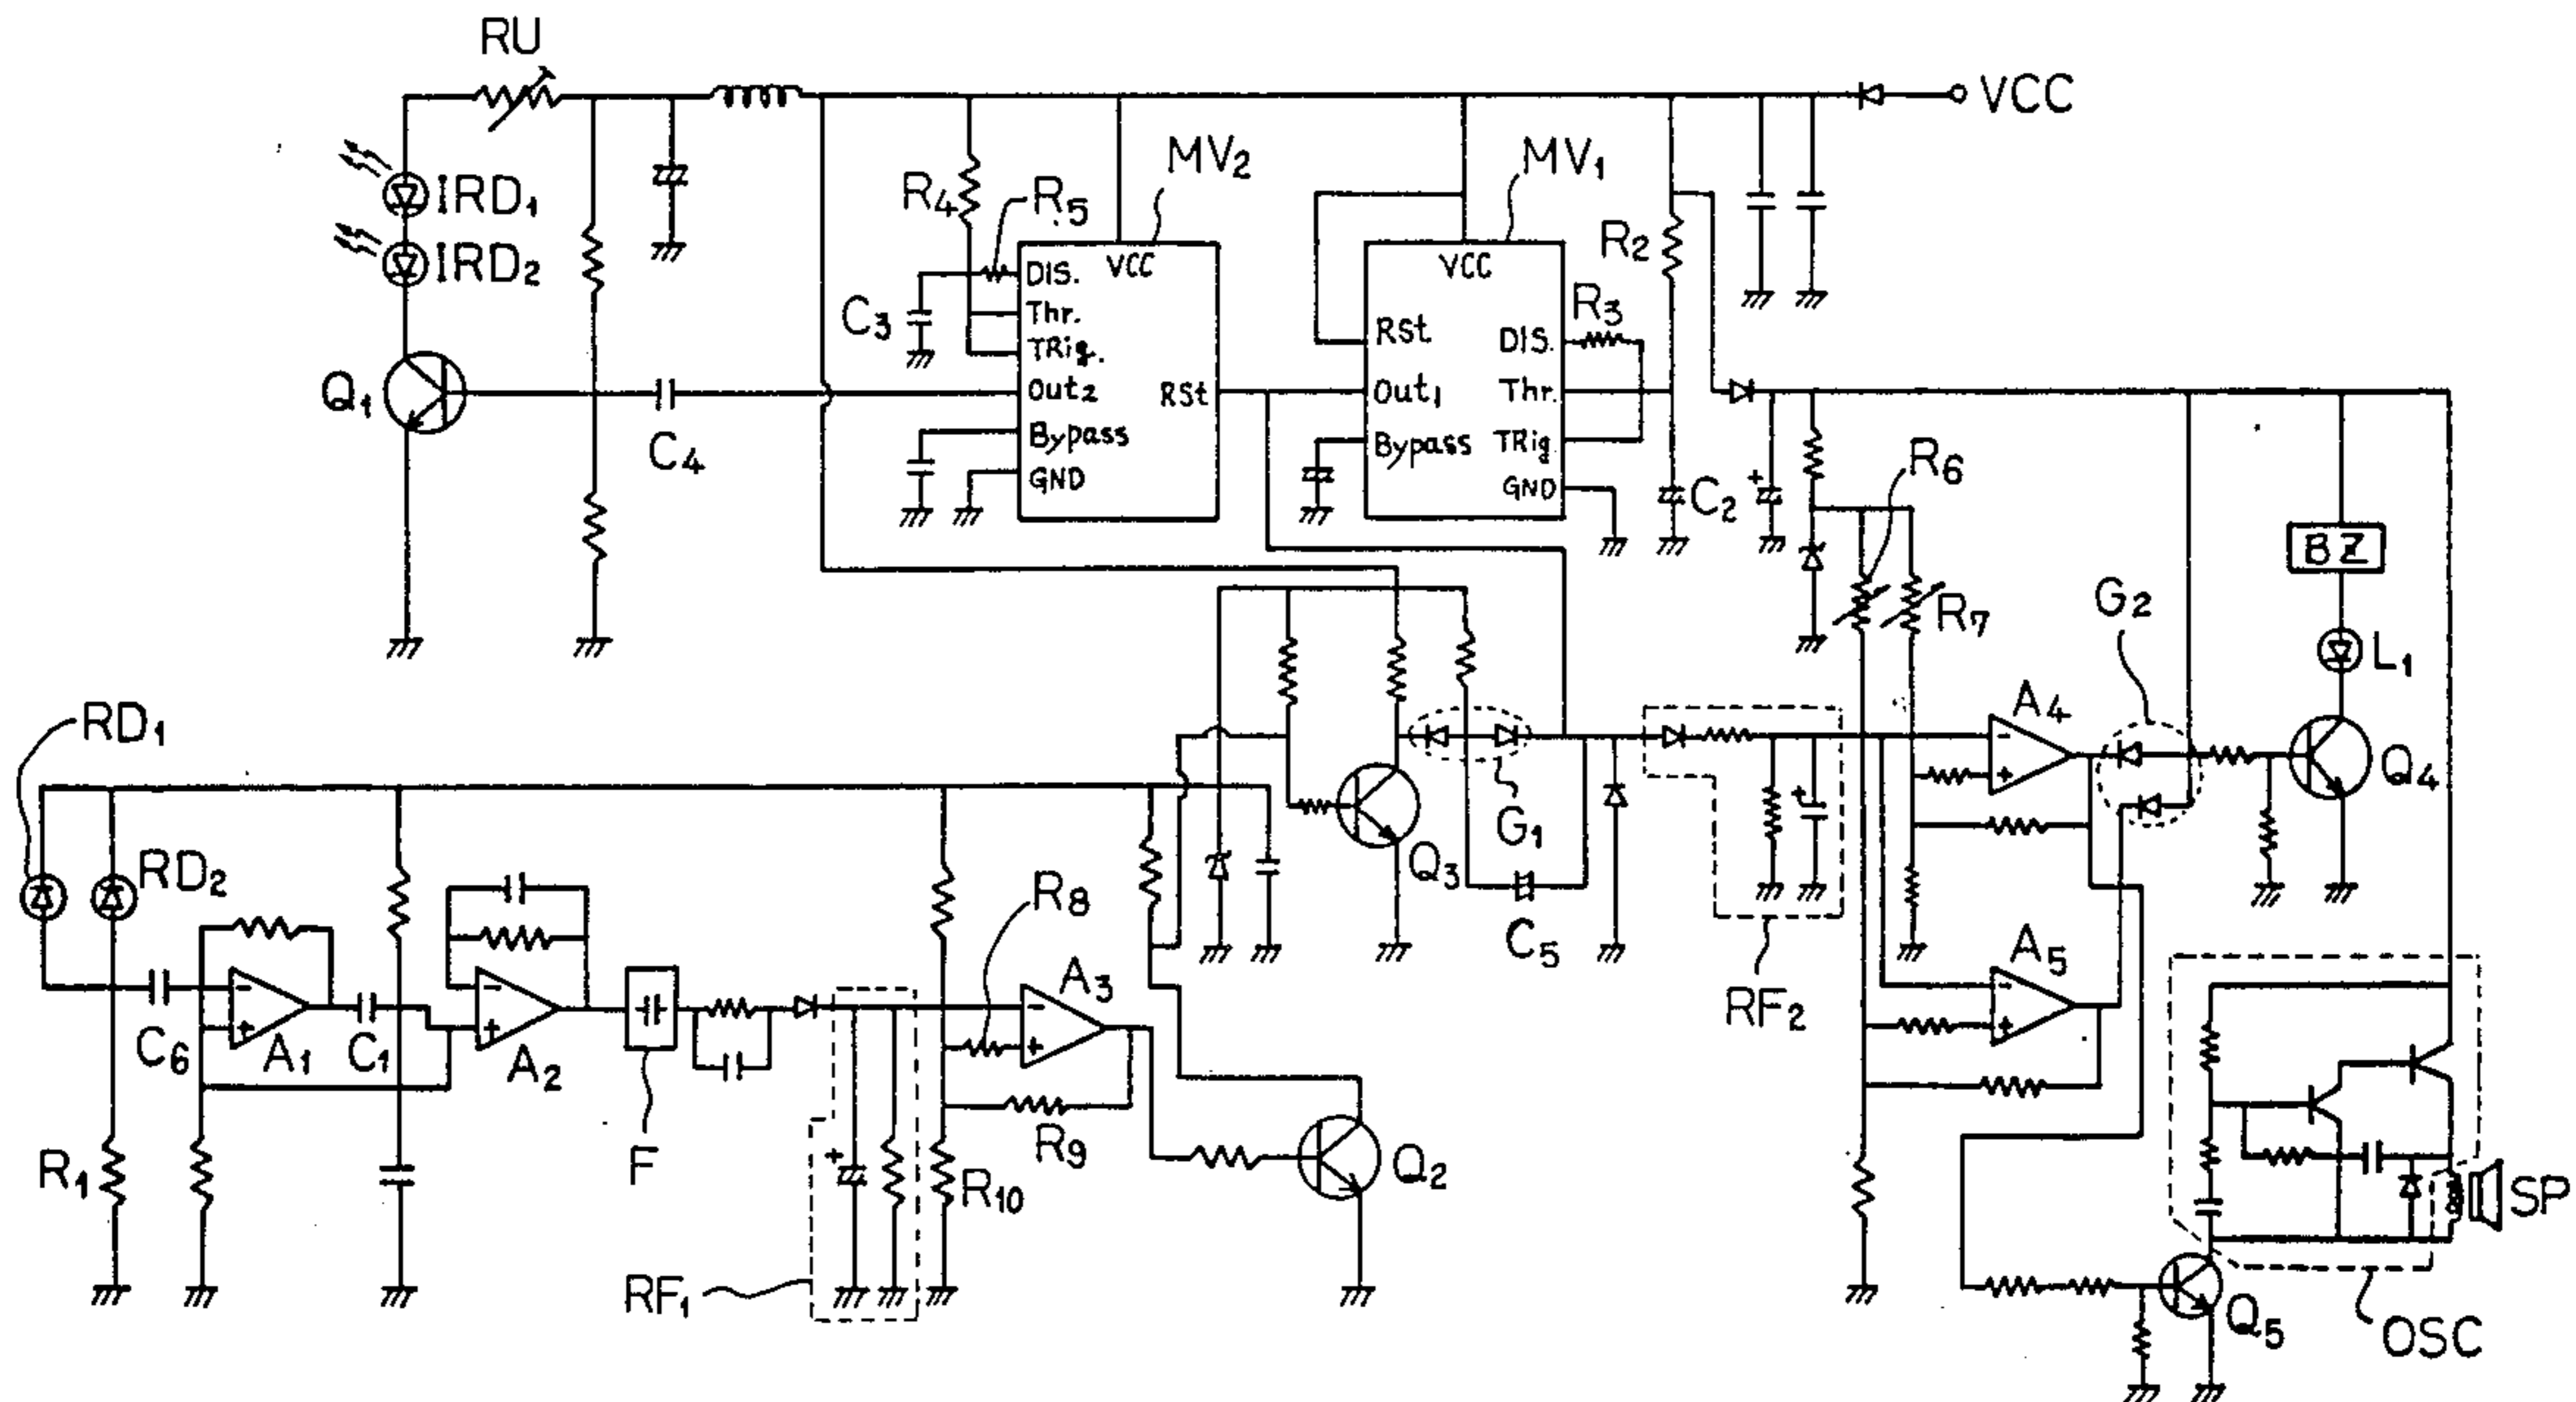 RU
VCC
IRD1
IRD2
Q1
C4
R4
R5
C3
MV2
DIS.
VCC
Thr.
TRig.
Out2
RSt
Bypass
GND
MV1
VCC
RSt
DIS.
Out1
Thr.
Bypass
TRig
GND
R2
R3
C2
R6
R7
BZ
G2
L1
A4
Q4
RD1
RD2
Q3
G1
C5
RF2
A5
R8
C6
A1
C1
A2
A3
F
R9
R1
R10
RF1
Q2
SP
Q5
OSC